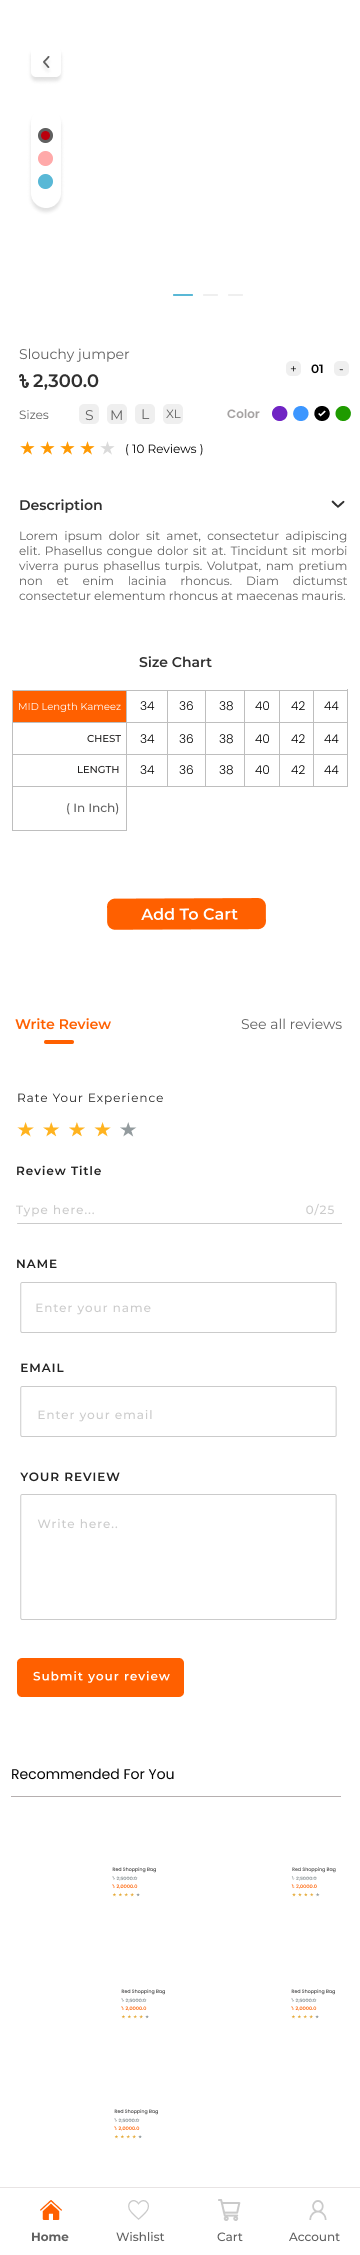 Slouchy jumper
৳ 2,300.0
+ 01 -
Sizes S M L XL Color
( 10 Reviews )
Description
Lorem ipsum dolor sit amet, consectetur adipiscing
elit. Phasellus congue dolor sit at. Tincidunt sit morbi
viverra purus phasellus turpis. Volutpat, nam pretium
non et enim lacinia rhoncus. Diam dictumst
consectetur elementum rhoncus at maecenas mauris.
Size Chart
MID Length Kameez 34 36 38 40 42 44
CHEST 34 36 38 40 42 44
LENGTH 34 36 38 40 42 44
( In Inch)
Add To Cart
Write Review See all reviews
Rate Your Experience
Review Title
Type here... 0/25
NAME
Enter your name
EMAIL
Enter your email
YOUR REVIEW
Write here..
Submit your review
Recommended For You
Red Shopping Bag
৳ 2,5000.0
৳ 2,0000.0
Red Shopping Bag
৳ 2,5000.0
৳ 2,0000.0
Red Shopping Bag
৳ 2,5000.0
৳ 2,0000.0
Red Shopping Bag
৳ 2,5000.0
৳ 2,0000.0
Red Shopping Bag
৳ 2,5000.0
৳ 2,0000.0
Home Wishlist Cart Account